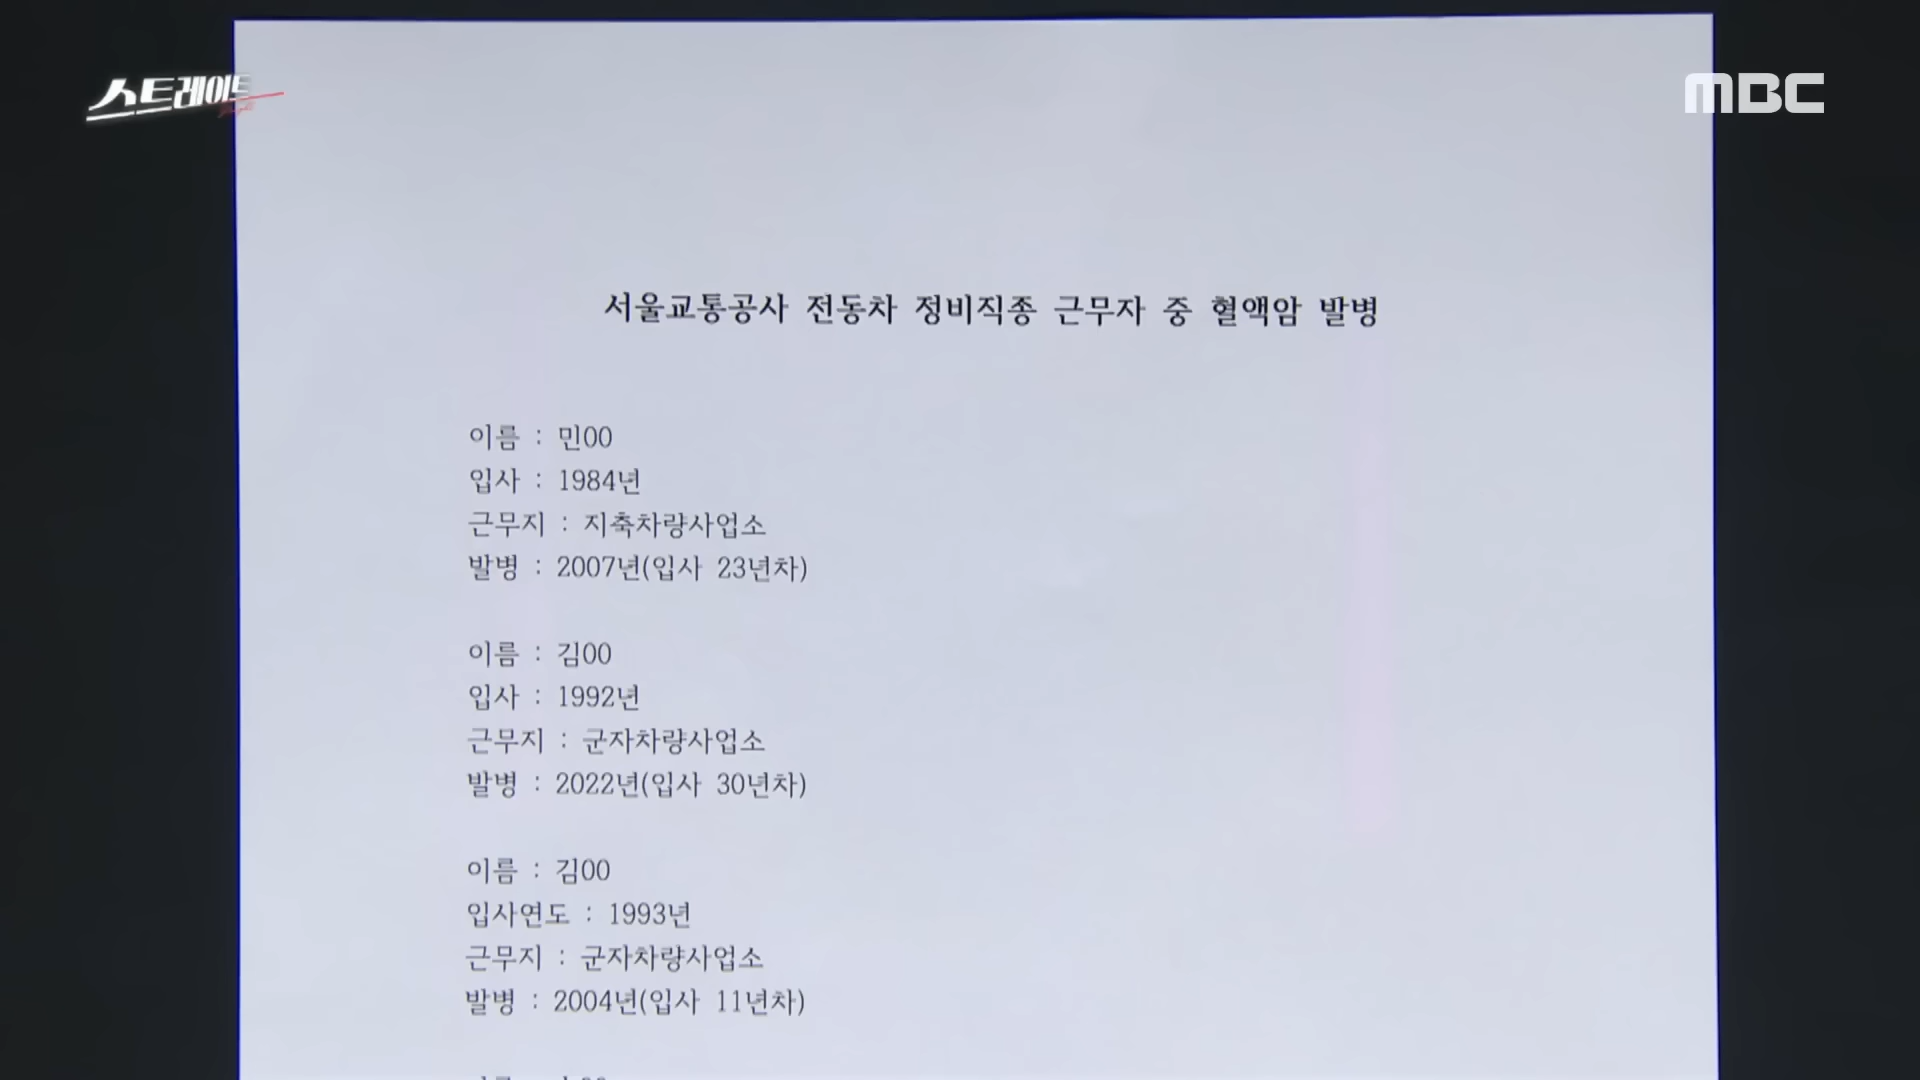 스트레이트
MBC
서울교통공사 전동차 정비직종 근무자 중 혈액암 발병
이름 : 민00
입사 : 1984년
근무지 : 지축차량사업소
발병 : 2007년(입사 23년차)
이름 : 김00
입사 : 1992년
근무지 : 군자차량사업소
발병 : 2022년(입사 30년차)
이름 : 김00
입사연도 : 1993년
근무지 : 군자차량사업소
발병 : 2004년(입사 11년차)